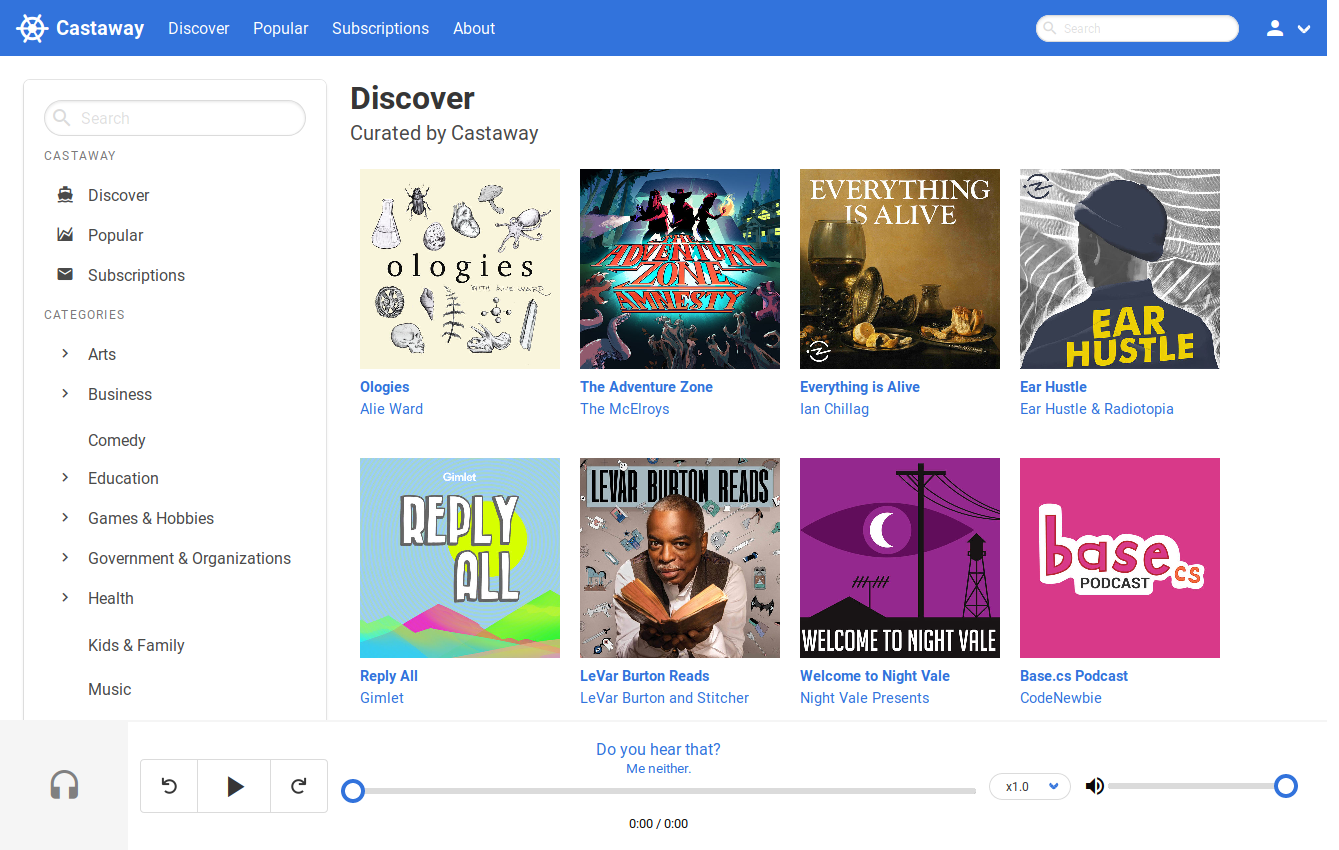 Castaway
Discover
Popular
Subscriptions
About
Search
Search
CASTAWAY
Discover
Popular
Subscriptions
CATEGORIES
Arts
Business
Comedy
Education
Games & Hobbies
Government & Organizations
Health
Kids & Family
Music
Discover
Curated by Castaway
ologies
WITH ALIE WARD
Ologies
Alie Ward
THE
ADVENTURE
ZONE
AMNESTY
The Adventure Zone
The McElroys
EVERYTHING
IS ALIVE
Everything is Alive
Ian Chillag
EAR
HUSTLE
Ear Hustle
Ear Hustle & Radiotopia
Gimlet
REPLY
ALL
Reply All
Gimlet
LEVAR BURTON READS
LeVar Burton Reads
LeVar Burton and Stitcher
WELCOME TO NIGHT VALE
Welcome to Night Vale
Night Vale Presents
base
PODCAST
cs
Base.cs Podcast
CodeNewbie
Do you hear that?
Me neither.
0:00 / 0:00
x1.0